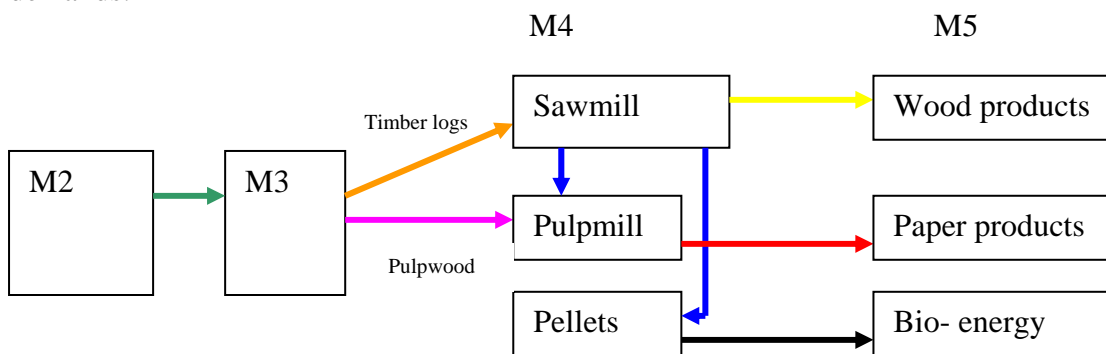 M4
M5
Sawmill
Wood products
Timber logs
M2
M3
Pulpmill
Paper products
Pulpwood
Pellets
Bio- energy